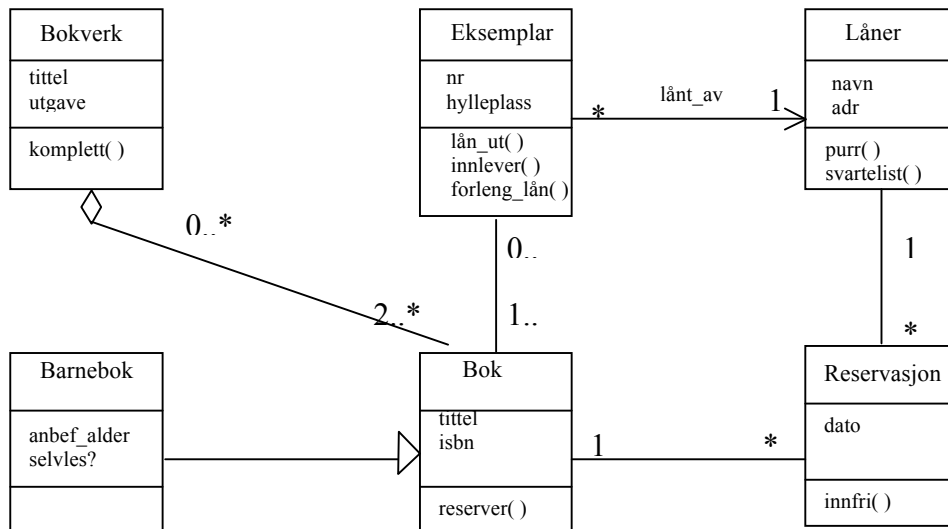 Bokverk
tittel
utgave
komplett( )
Eksemplar
nr
hylleplass
lån_ut( )
innlever( )
forleng_lån( )
lånt_av
*
1
Låner
navn
adr
purr( )
svartelist( )
0..*
2..*
0..
1..
1
*
Barnebok
anbef_alder
selvles?
Bok
tittel
isbn
reserver( )
1
*
Reservasjon
dato
innfri( )